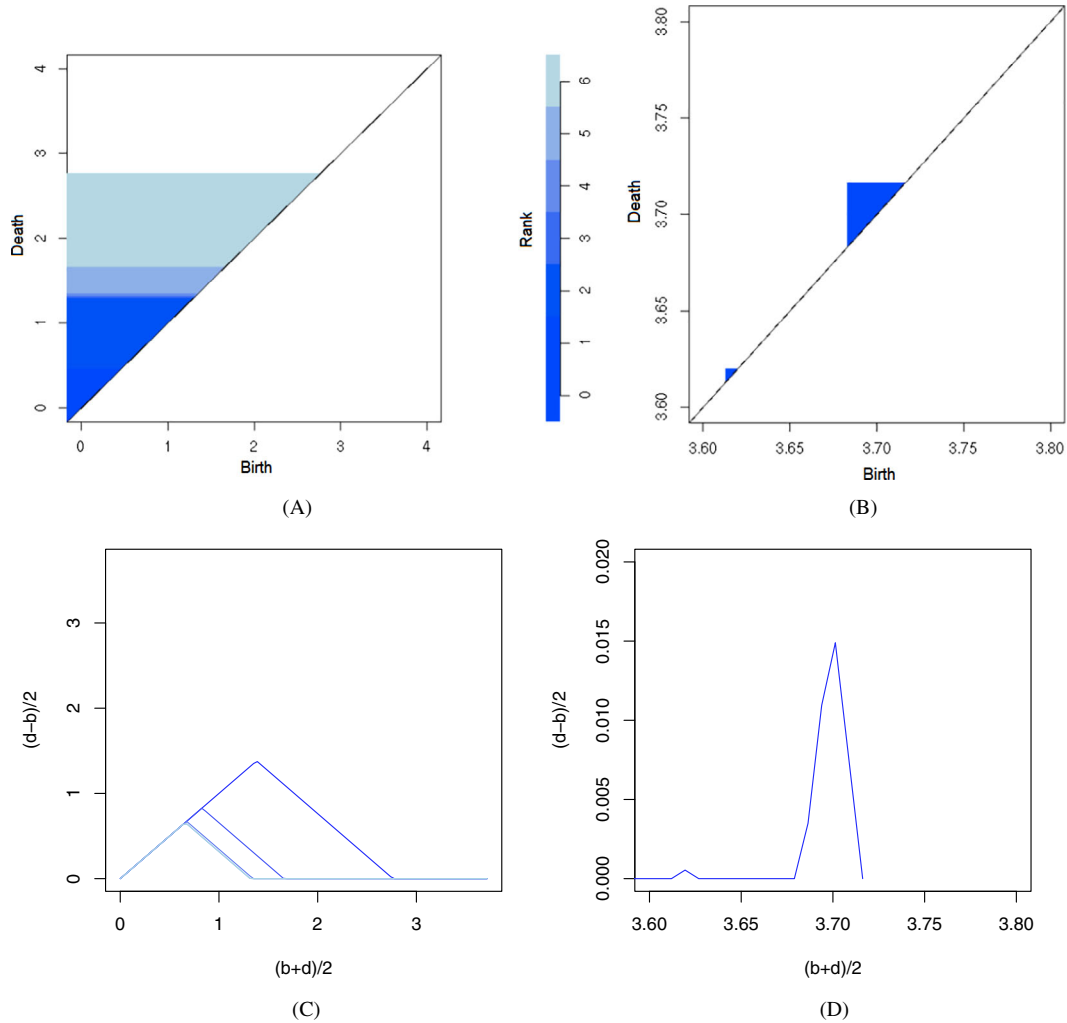 4
3
2
1
0
Death
0 1 2 3 4
Birth
(A)
6
5
4
3
2
1
0
Rank
3.80
3.75
3.70
3.65
3.60
Death
3.60 3.65 3.70 3.75 3.80
Birth
(B)
3
2
1
0
(d−b)/2
0 1 2 3
(b+d)/2
(C)
0.020
0.015
0.010
0.005
0.000
(d−b)/2
3.60 3.65 3.70 3.75 3.80
(b+d)/2
(D)